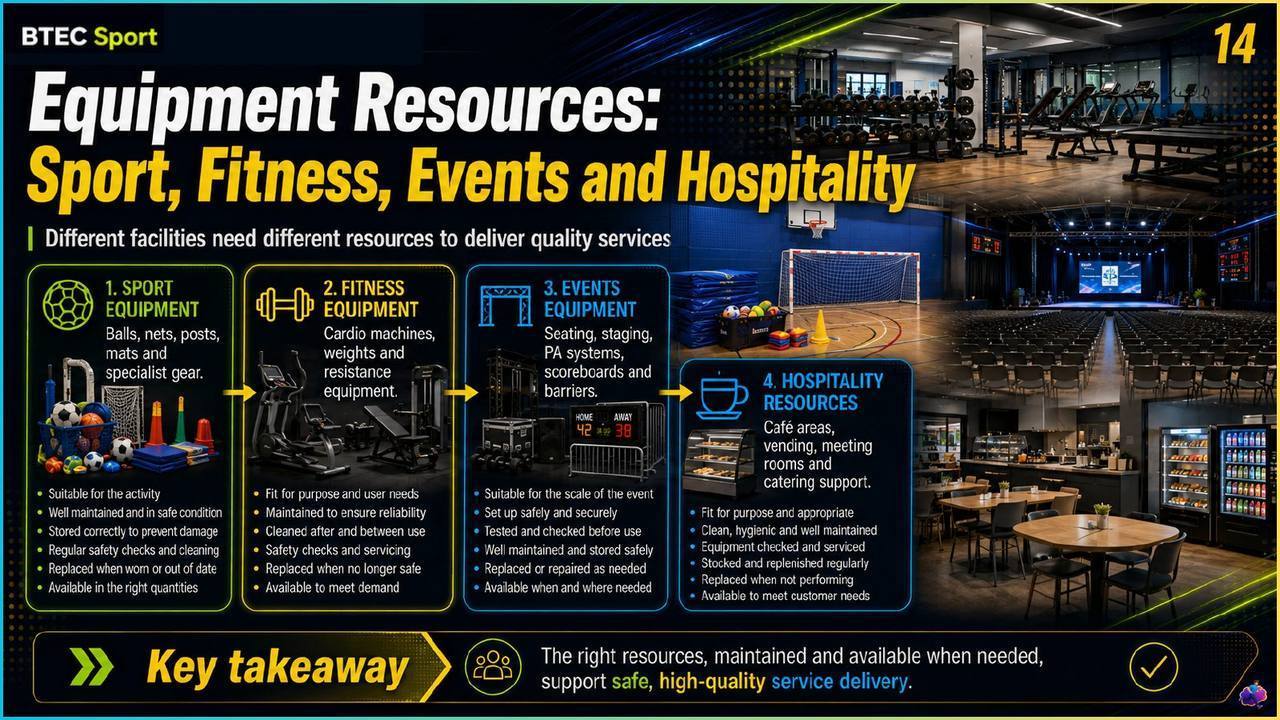 BTEC Sport
14
Equipment Resources:
Sport, Fitness, Events and Hospitality
Different facilities need different resources to deliver quality services
1. SPORT
EQUIPMENT
Balls, nets, posts,
mats and
specialist gear.
• Suitable for the activity
• Well maintained and in safe condition
• Stored correctly to prevent damage
• Regular safety checks and cleaning
• Replaced when worn or out of date
• Available in the right quantities
2. FITNESS
EQUIPMENT
Cardio machines,
weights and
resistance
equipment.
• Fit for purpose and user needs
• Maintained to ensure reliability
• Cleaned after and between use
• Safety checks and servicing
• Replaced when no longer safe
• Available to meet demand
3. EVENTS
EQUIPMENT
Seating, staging,
PA systems,
scoreboards and
barriers.
HOME AWAY
42 38
• Suitable for the scale of the event
• Set up safely and securely
• Tested and checked before use
• Well maintained and stored safely
• Replaced or repaired as needed
• Available when and where needed
4. HOSPITALITY
RESOURCES
Café areas,
vending, meeting
rooms and
catering support.
• Fit for purpose and appropriate
• Clean, hygienic and well maintained
• Equipment checked and serviced
• Stocked and replenished regularly
• Replaced when not performing
• Available to meet customer needs
Key takeaway
The right resources, maintained and available when needed,
support safe, high-quality service delivery.